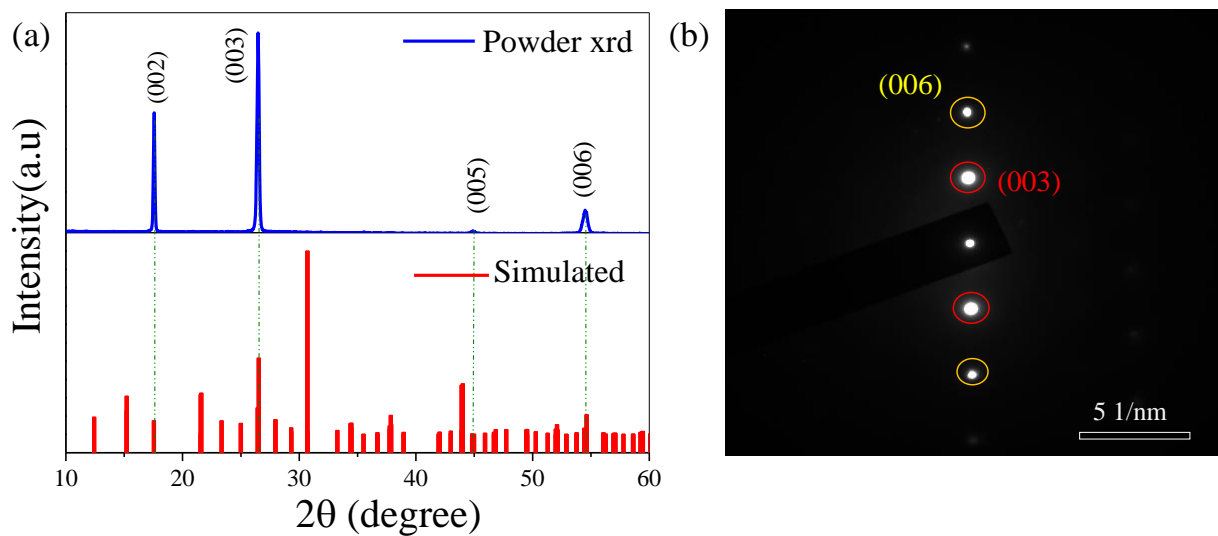 (a)
Intensity(a.u)
(002)
(003)
Powder xrd
(005)
(006)
Simulated
10
20
30
40
50
60
2θ (degree)
(b)
(006)
(003)
5 1/nm